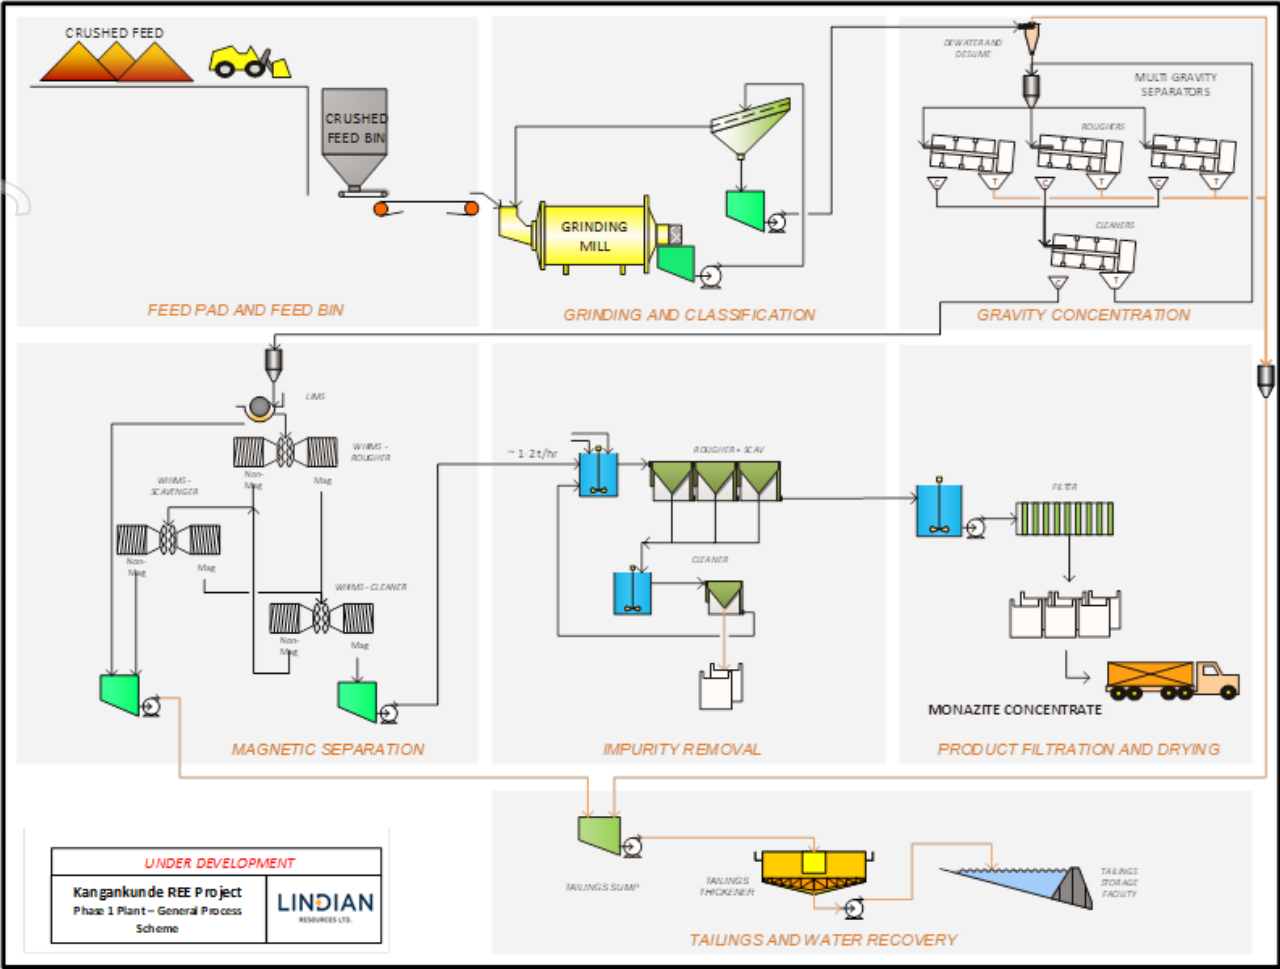 CRUSHED FEED
CRUSHED
FEED BIN
FEED PAD AND FEED BIN
GRINDING
MILL
GRINDING AND CLASSIFICATION
DEWATER AND
DESLIME
MULTI GRAVITY
SEPARATORS
ROUGHERS
C
T
C
T
C
T
CLEANERS
C
T
GRAVITY CONCENTRATION
LIMS
WHIMS -
ROUGHER
Non-
Mag
Mag
WHIMS -
SCAVENGER
Non-
Mag
Mag
WHIMS - CLEANER
Non-
Mag
Mag
MAGNETIC SEPARATION
~ 1-2t/hr
ROUGHER + SCAV
CLEANER
IMPURITY REMOVAL
FILTER
MONAZITE CONCENTRATE
PRODUCT FILTRATION AND DRYING
TAILINGS SUMP
TAILINGS
THICKENER
TAILINGS
STORAGE
FACILITY
TAILINGS AND WATER RECOVERY
UNDER DEVELOPMENT
Kangankunde REE Project
Phase 1 Plant – General Process
Scheme
LINDIAN
RESOURCES LTD.